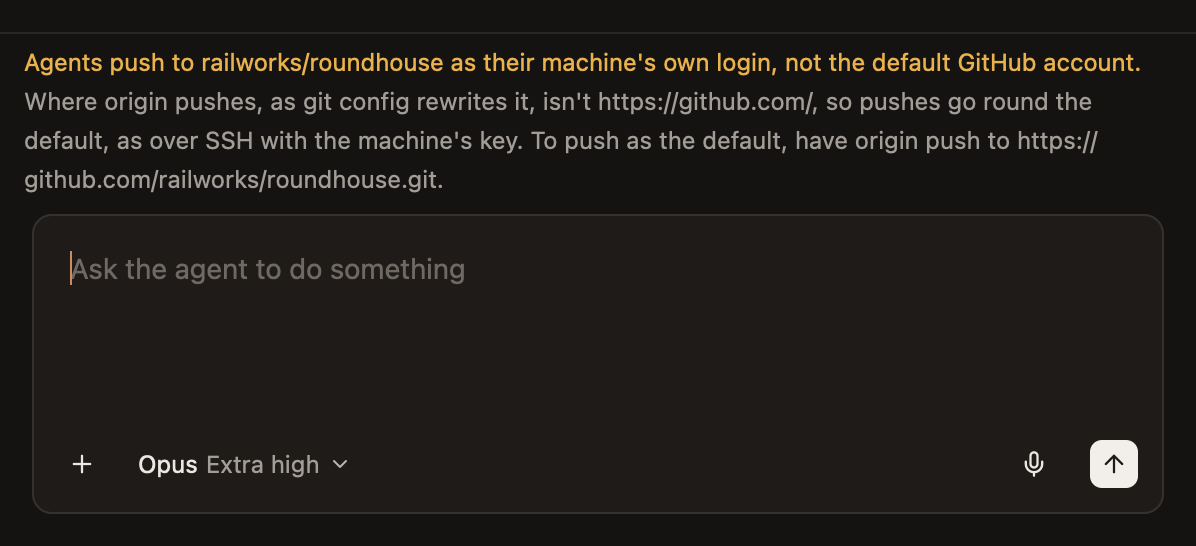 Agents push to railworks/roundhouse as their machine's own login, not the default GitHub account.
Where origin pushes, as git config rewrites it, isn't https://github.com/, so pushes go round the
default, as over SSH with the machine's key. To push as the default, have origin push to https://
github.com/railworks/roundhouse.git.
Ask the agent to do something
Opus Extra high